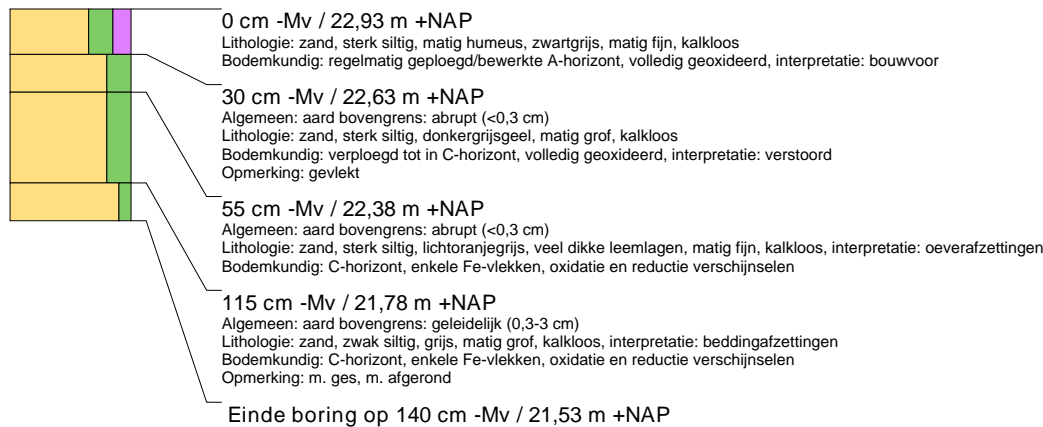 0 cm -Mv / 22,93 m +NAP
Lithologie: zand, sterk siltig, matig humeus, zwartgrijs, matig fijn, kalkloos
Bodemkundig: regelmatig geploegd/bewerkte A-horizont, volledig geoxideerd, interpretatie: bouwvoor
30 cm -Mv / 22,63 m +NAP
Algemeen: aard bovengrens: abrupt (<0,3 cm)
Lithologie: zand, sterk siltig, donkergrijsgeel, matig grof, kalkloos
Bodemkundig: verploegd tot in C-horizont, volledig geoxideerd, interpretatie: verstoord
Opmerking: gevlekt
55 cm -Mv / 22,38 m +NAP
Algemeen: aard bovengrens: abrupt (<0,3 cm)
Lithologie: zand, sterk siltig, lichtoranjegrijs, veel dikke leemlagen, matig fijn, kalkloos, interpretatie: oeverafzettingen
Bodemkundig: C-horizont, enkele Fe-vlekken, oxidatie en reductie verschijnselen
115 cm -Mv / 21,78 m +NAP
Algemeen: aard bovengrens: geleidelijk (0,3-3 cm)
Lithologie: zand, zwak siltig, grijs, matig grof, kalkloos, interpretatie: beddingafzettingen
Bodemkundig: C-horizont, enkele Fe-vlekken, oxidatie en reductie verschijnselen
Opmerking: m. ges, m. afgerond
Einde boring op 140 cm -Mv / 21,53 m +NAP